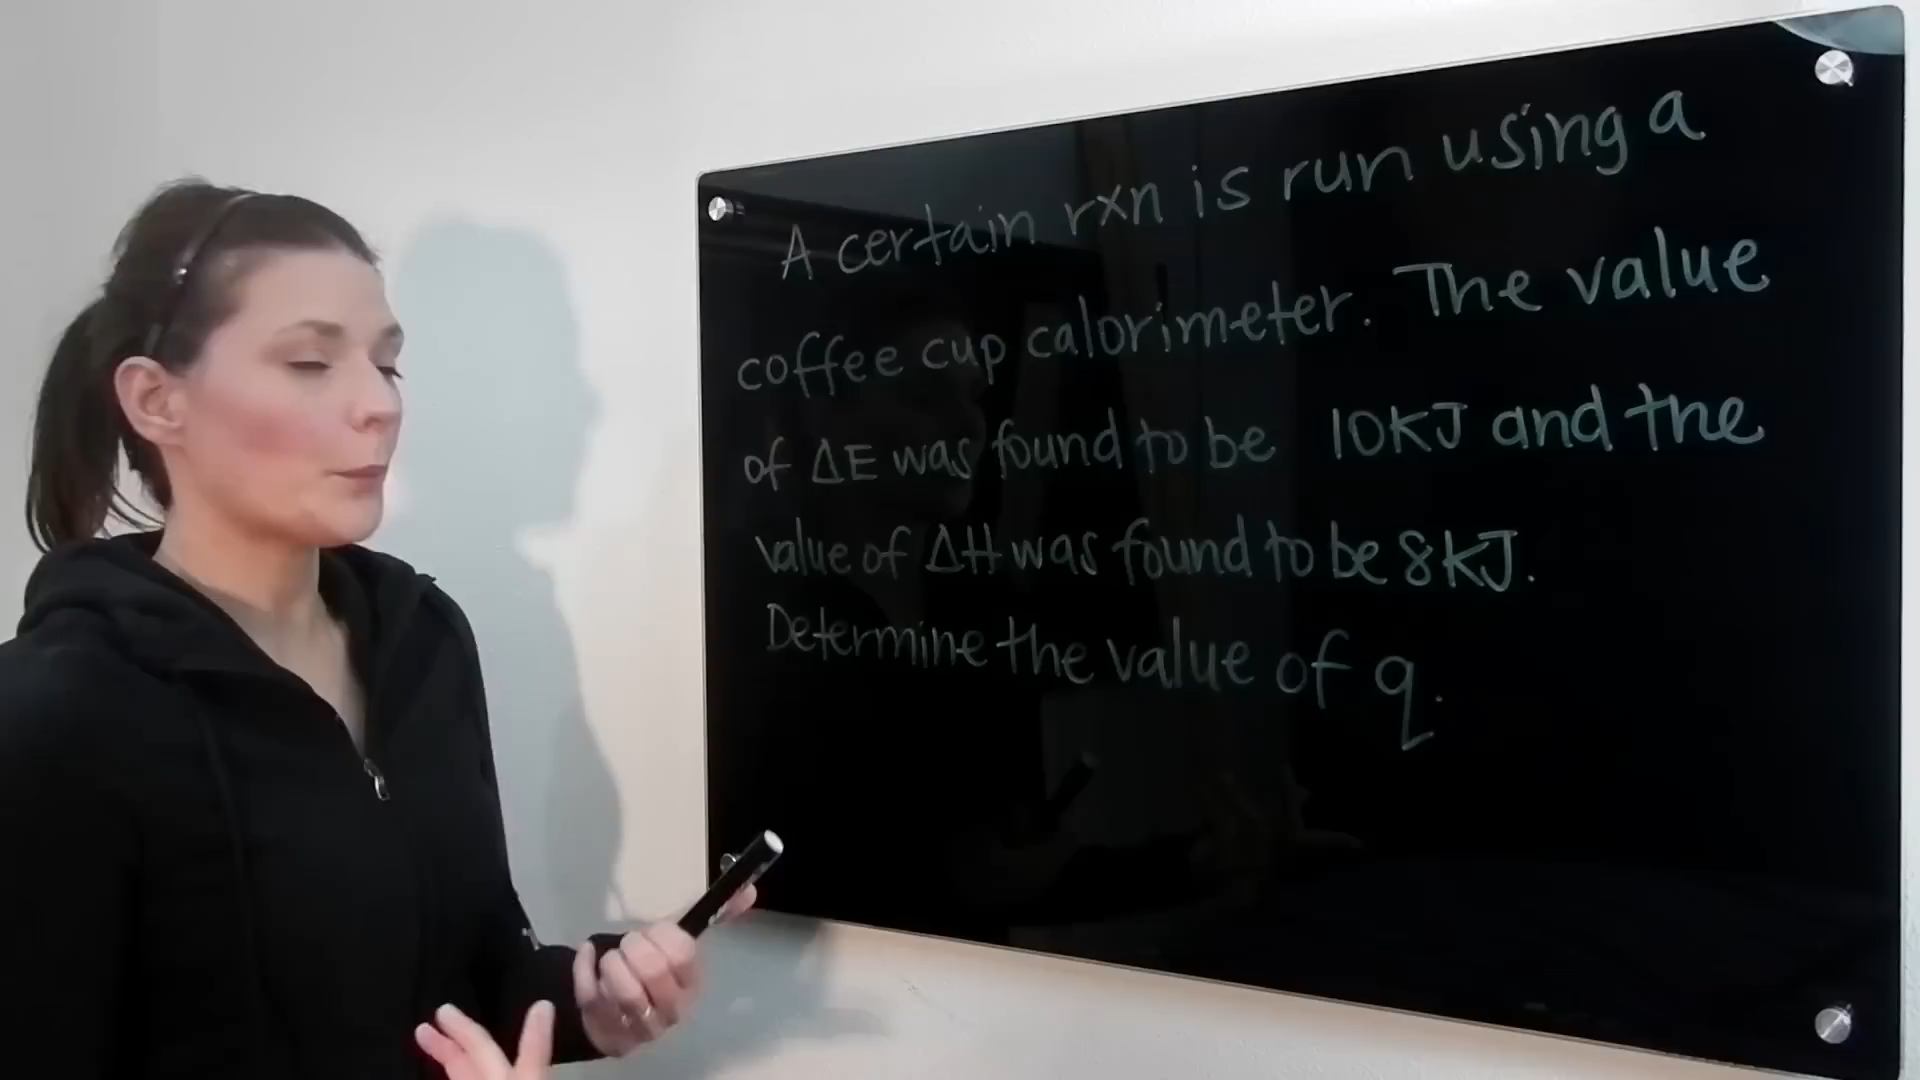 A certain rxn is run using a
coffee cup calorimeter. The value
of ΔE was found to be 10KJ and the
value of ΔH was found to be 8KJ.
Determine the value of q.